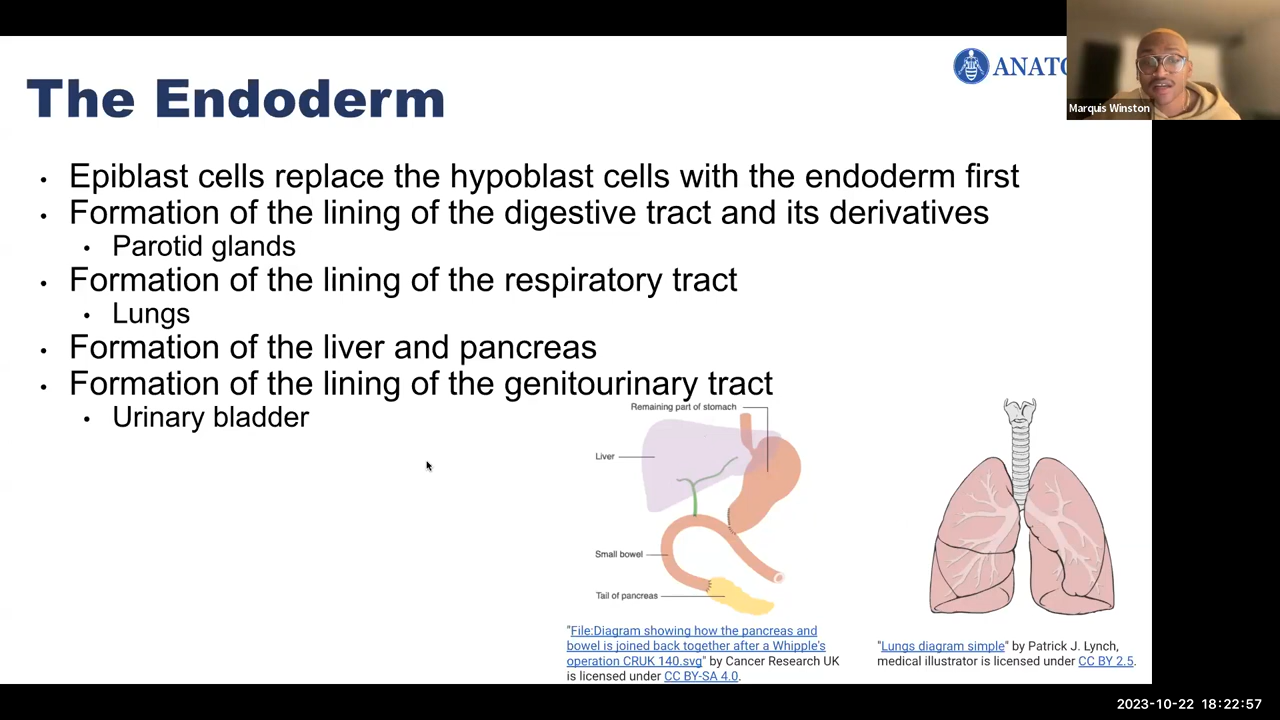 The Endoderm
ANATO
Marquis Winston
• Epiblast cells replace the hypoblast cells with the endoderm first
• Formation of the lining of the digestive tract and its derivatives
• Parotid glands
• Formation of the lining of the respiratory tract
• Lungs
• Formation of the liver and pancreas
• Formation of the lining of the genitourinary tract
• Urinary bladder
Remaining part of stomach
Liver
Small bowel
Tail of pancreas
"File:Diagram showing how the pancreas and
bowel is joined back together after a Whipple's
operation CRUK 140.svg" by Cancer Research UK
is licensed under CC BY-SA 4.0.
"Lungs diagram simple" by Patrick J. Lynch,
medical illustrator is licensed under CC BY 2.5.
2023-10-22 18:22:57